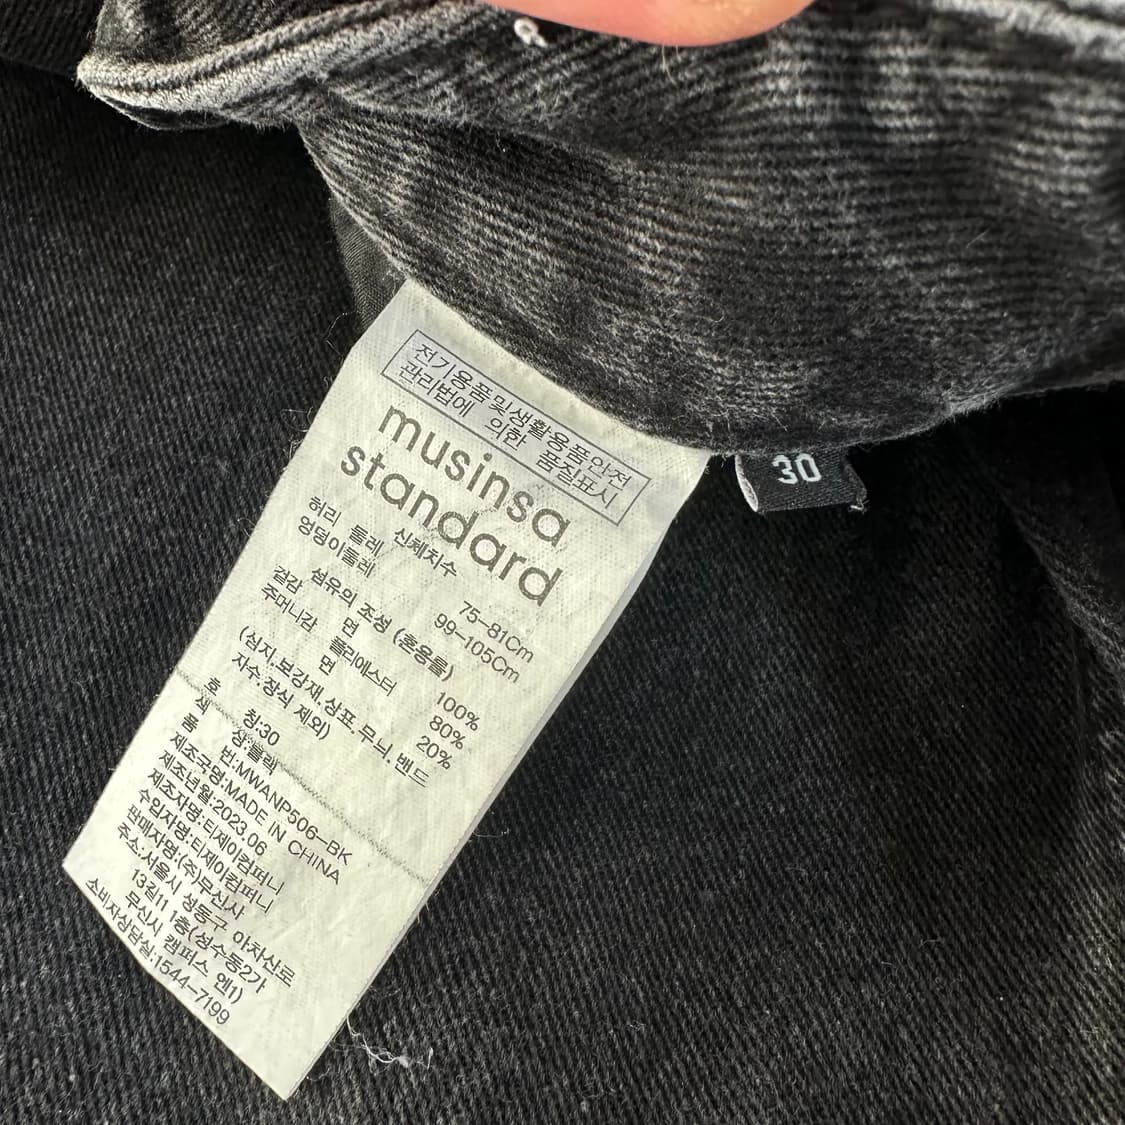 전기용품및생활용품안전
관리법에 의한 품질표시
musinsa
standard
허리 둘레 신체치수 75-81Cm
엉덩이둘레 99-105Cm
섬유의 조성 (혼용률)
겉감 면 100%
주머니감 폴리에스터 80%
면 20%
(심지,보강재,상표,무늬,밴드
자수,장식 제외)
호 칭:30
색 상:블랙
품 번:MWANP506-BK
제조국명:MADE IN CHINA
제조년월:2023.06
제조자명:티제이컴퍼니
수입자명:티제이컴퍼니
판매자명:(주)무신사
주소:서울시 성동구 아차산로
13길11 1층(성수동2가
무신사 캠퍼스 엔1)
소비자상담실:1544-7199
30